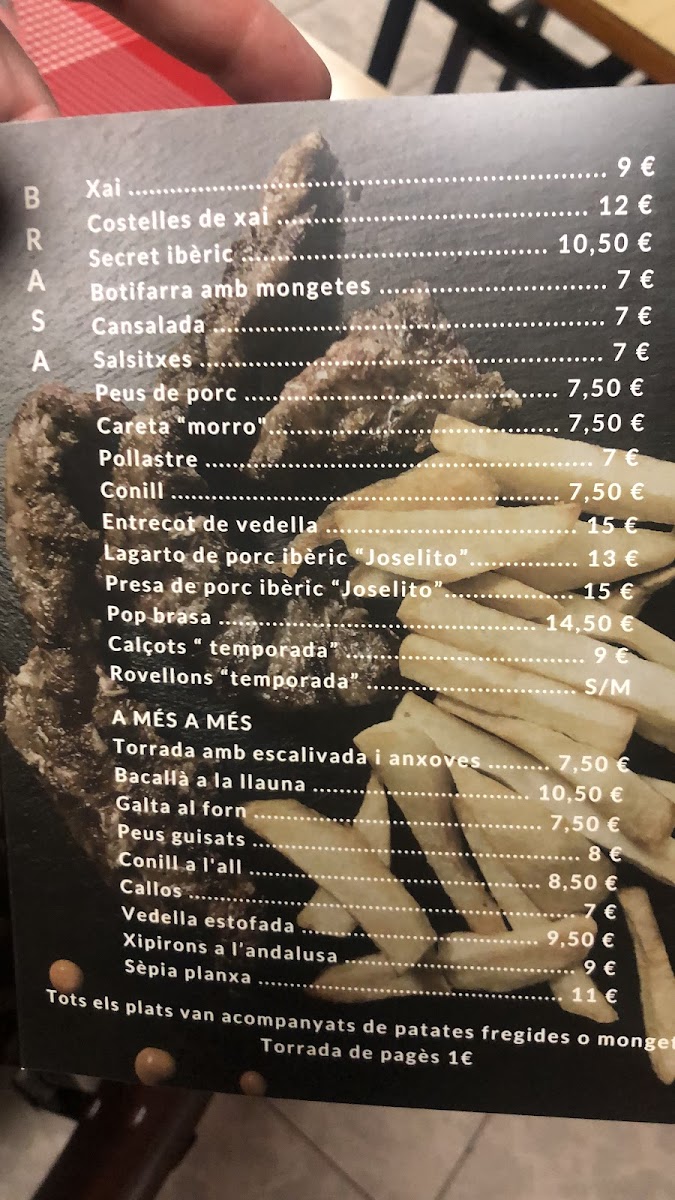 BRASA
Xai ........ 9 €
Costelles de xai ........ 12 €
Secret ibèric ........ 10,50 €
Botifarra amb mongetes ........ 7 €
Cansalada ........ 7 €
Salsitxes ........ 7 €
Peus de porc ........ 7,50 €
Careta "morro" ........ 7,50 €
Pollastre ........ 7 €
Conill ........ 7,50 €
Entrecot de vedella ........ 15 €
Lagarto de porc ibèric “Joselito” ........ 13 €
Presa de porc ibèric “Joselito” ........ 15 €
Pop brasa ........ 14,50 €
Calçots “ temporada” ........ 9 €
Rovellons “temporada” ........ S/M
A MÉS A MÉS
Torrada amb escalivada i anxoves ........ 7,50 €
Bacallà a la llauna ........ 10,50 €
Galta al forn ........ 7,50 €
Peus guisats ........ 8 €
Conill a l'all ........ 8,50 €
Callos ........ 7 €
Vedella estofada ........ 9,50 €
Xipirons a l'andalusa ........ 9 €
Sèpia planxa ........ 11 €
Tots els plats van acompanyats de patates fregides o
Torrada de pagès 1€